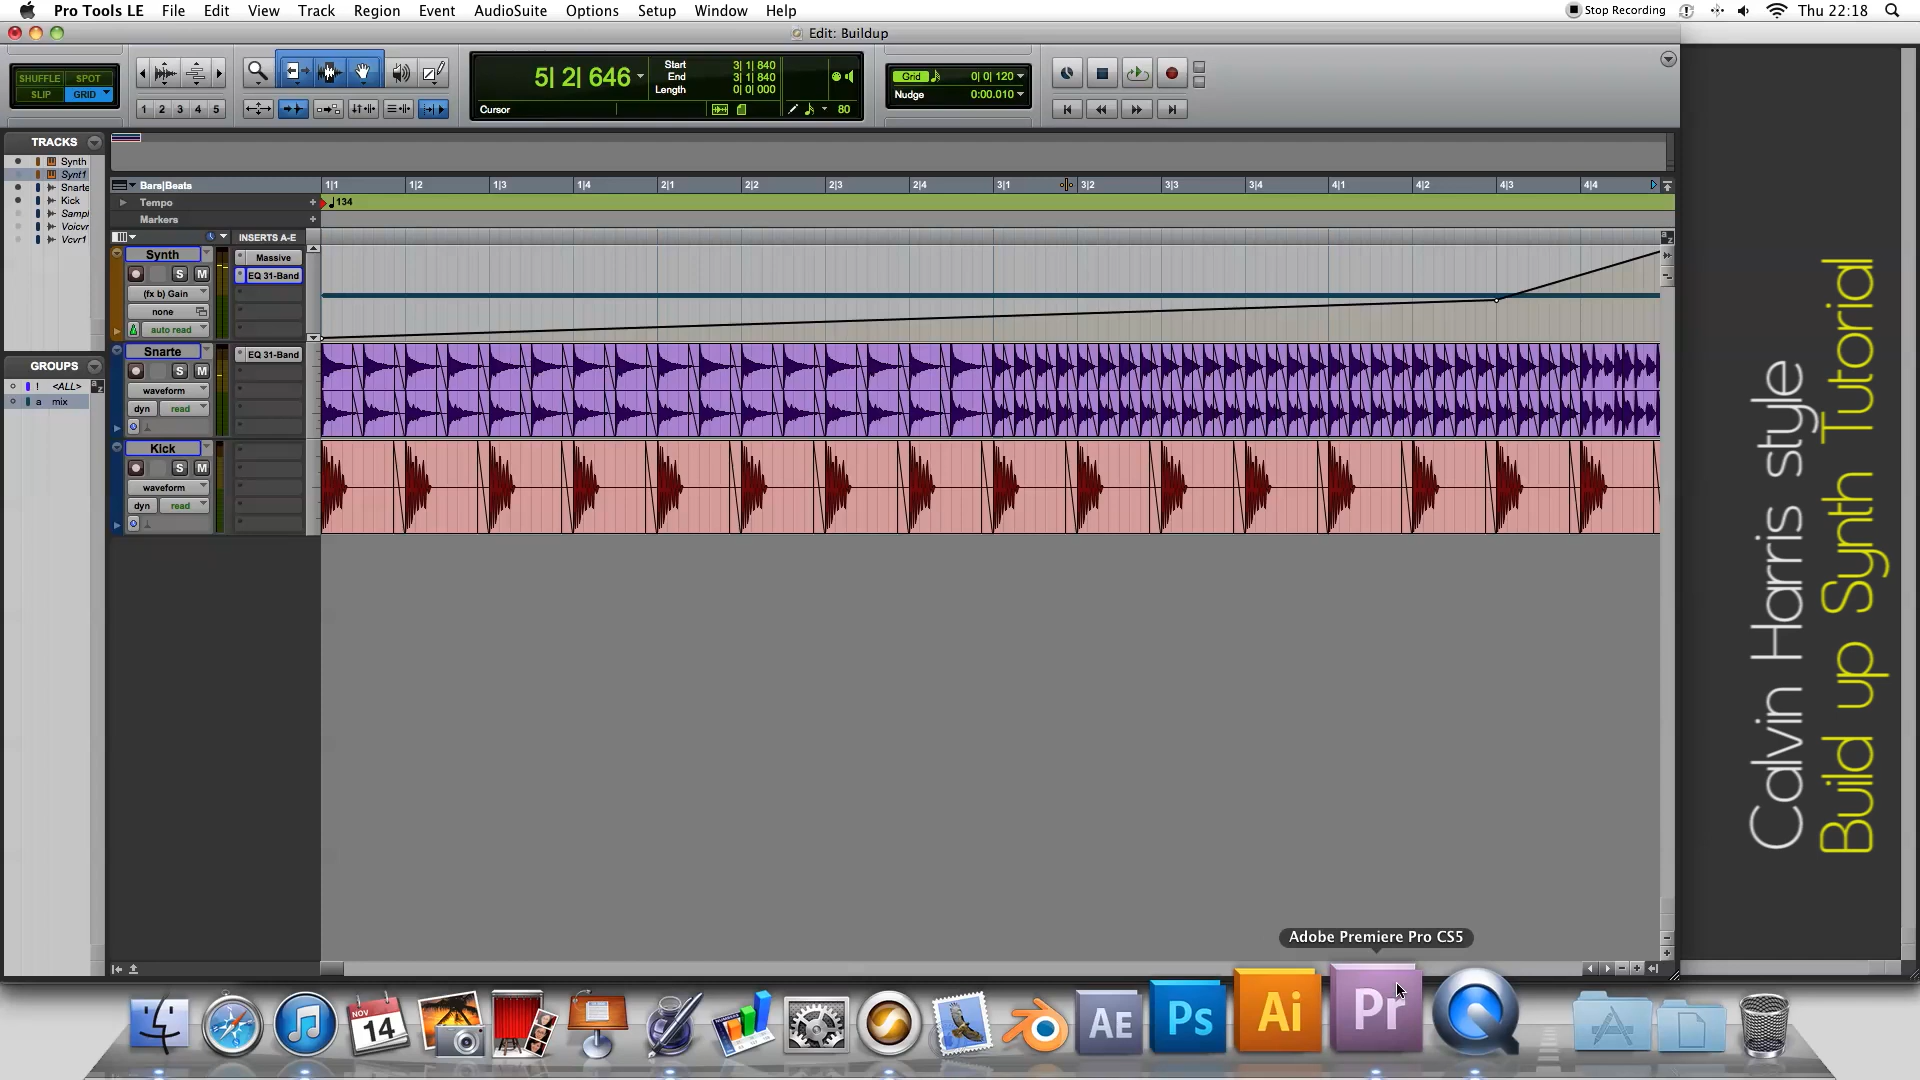 Pro Tools LE File Edit View Track Region Event AudioSuite Options Setup Window Help Stop Recording Thu 22:18
Edit: Buildup
SHUFFLE SPOT
SLIP GRID
1 2 3 4 5
5| 2| 646
Start 3| 1| 840
End 3| 1| 840
Length 0| 0| 000
Cursor 80
Grid 0| 0| 120
Nudge 0:00.010
TRACKS
Synth
Synt1
Snarte
Kick
Sampl
Voicvr
Vcvr1
GROUPS
! <ALL>
a mix
Bars|Beats 1|1 1|2 1|3 1|4 2|1 2|2 2|3 2|4 3|1 3|2 3|3 3|4 4|1 4|2 4|3 4|4
Tempo 134
Markers
INSERTS A-E
Synth Massive
S M EQ 31-Band
(fx b) Gain
none
auto read
Snarte EQ 31-Band
S M
waveform
dyn read
Kick
S M
waveform
dyn read
Calvin Harris style
Build up Synth Tutorial
Adobe Premiere Pro CS5
NOV
14
AE Ps Ai Pr